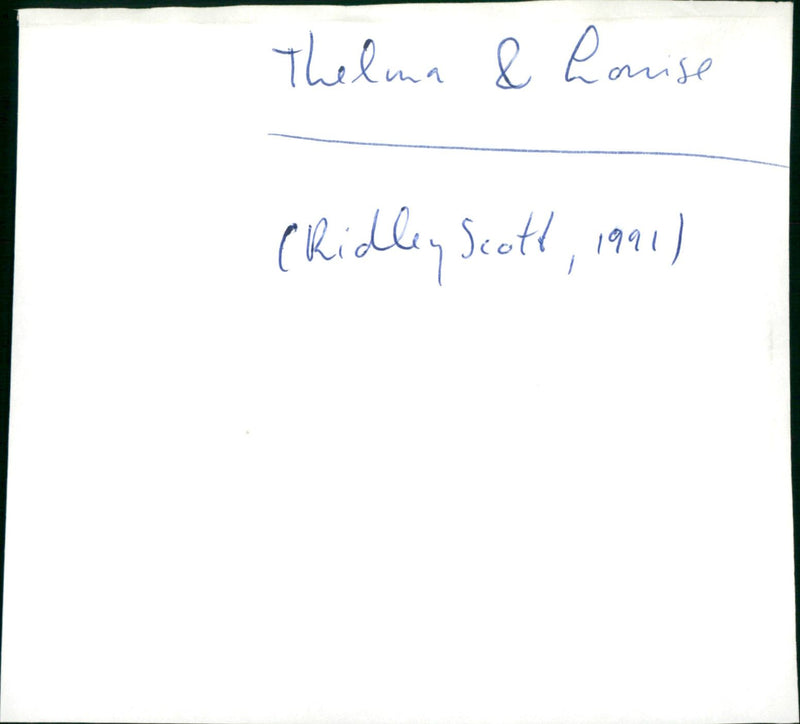 Thelma & Louise
(Ridley Scott, 1991)